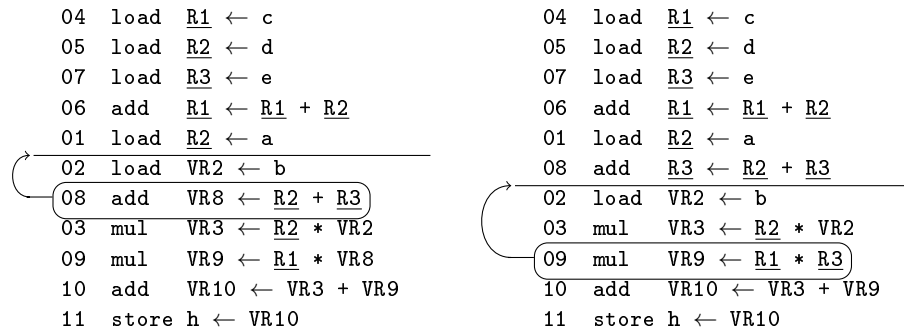 04 load R1 ← c
05 load R2 ← d
07 load R3 ← e
06 add R1 ← R1 + R2
01 load R2 ← a
02 load VR2 ← b
08 add VR8 ← R2 + R3
03 mul VR3 ← R2 * VR2
09 mul VR9 ← R1 * VR8
10 add VR10 ← VR3 + VR9
11 store h ← VR10
04 load R1 ← c
05 load R2 ← d
07 load R3 ← e
06 add R1 ← R1 + R2
01 load R2 ← a
08 add R3 ← R2 + R3
02 load VR2 ← b
03 mul VR3 ← R2 * VR2
09 mul VR9 ← R1 * R3
10 add VR10 ← VR3 + VR9
11 store h ← VR10